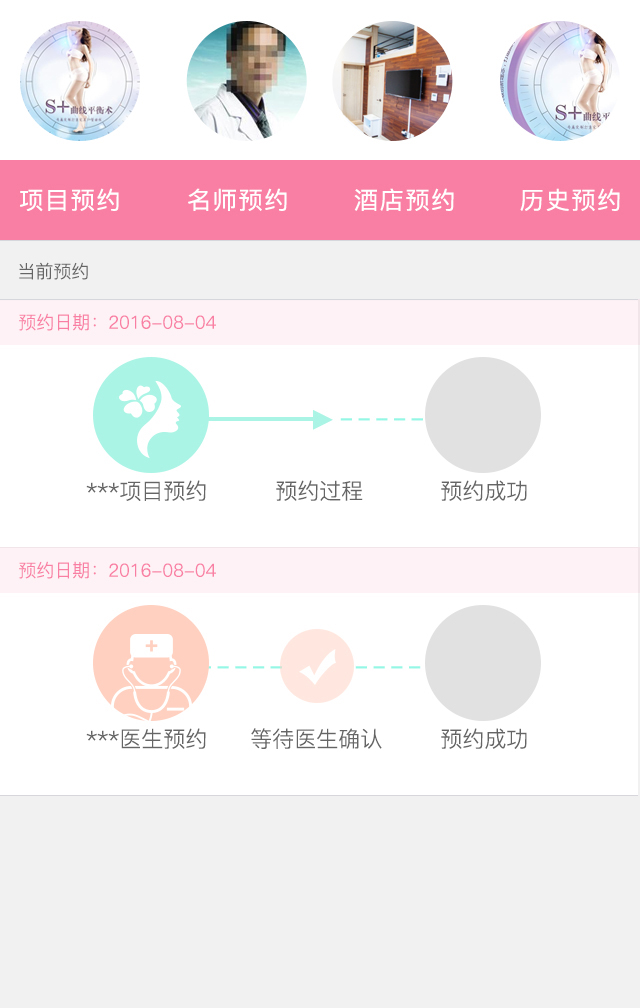 S+曲线平衡术
S+曲线平
项目预约
名师预约
酒店预约
历史预约
当前预约
预约日期：2016-08-04
***项目预约
预约过程
预约成功
预约日期：2016-08-04
***医生预约
等待医生确认
预约成功